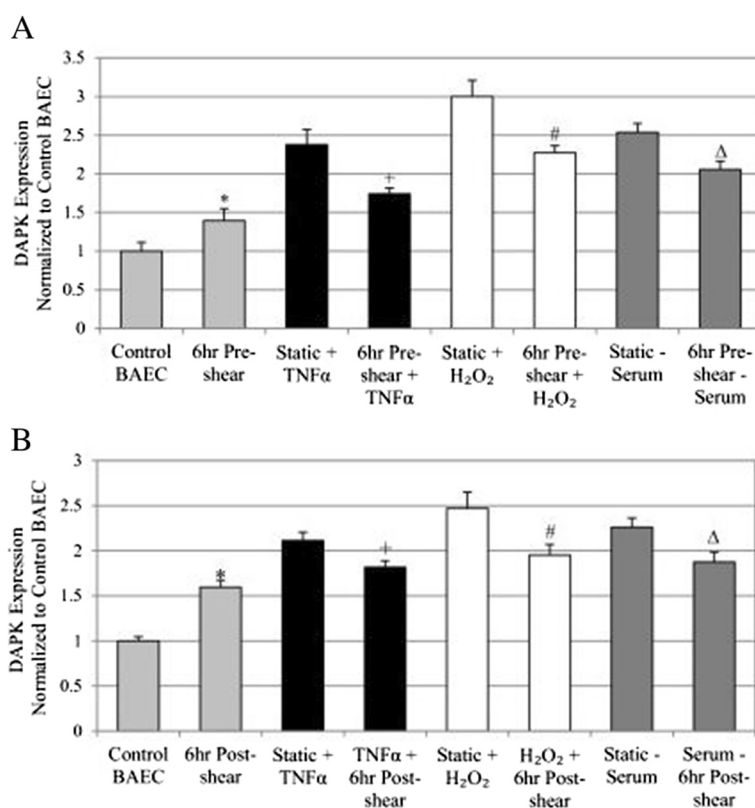 A
DAPK Expression
Normalized to Control BAEC
3.5
3
2.5
2
1.5
1
0.5
0
*
+
#
Δ
Control BAEC
6hr Pre-shear
Static + TNFα
6hr Pre-shear + TNFα
Static + H₂O₂
6hr Pre-shear + H₂O₂
Static - Serum
6hr Pre-shear - Serum
B
DAPK Expression
Normalized to Control BAEC
3
2.5
2
1.5
1
0.5
0
*
+
#
Δ
Control BAEC
6hr Post-shear
Static + TNFα
TNFα + 6hr Post-shear
Static + H₂O₂
H₂O₂ + 6hr Post-shear
Static - Serum
Serum - 6hr Post-shear